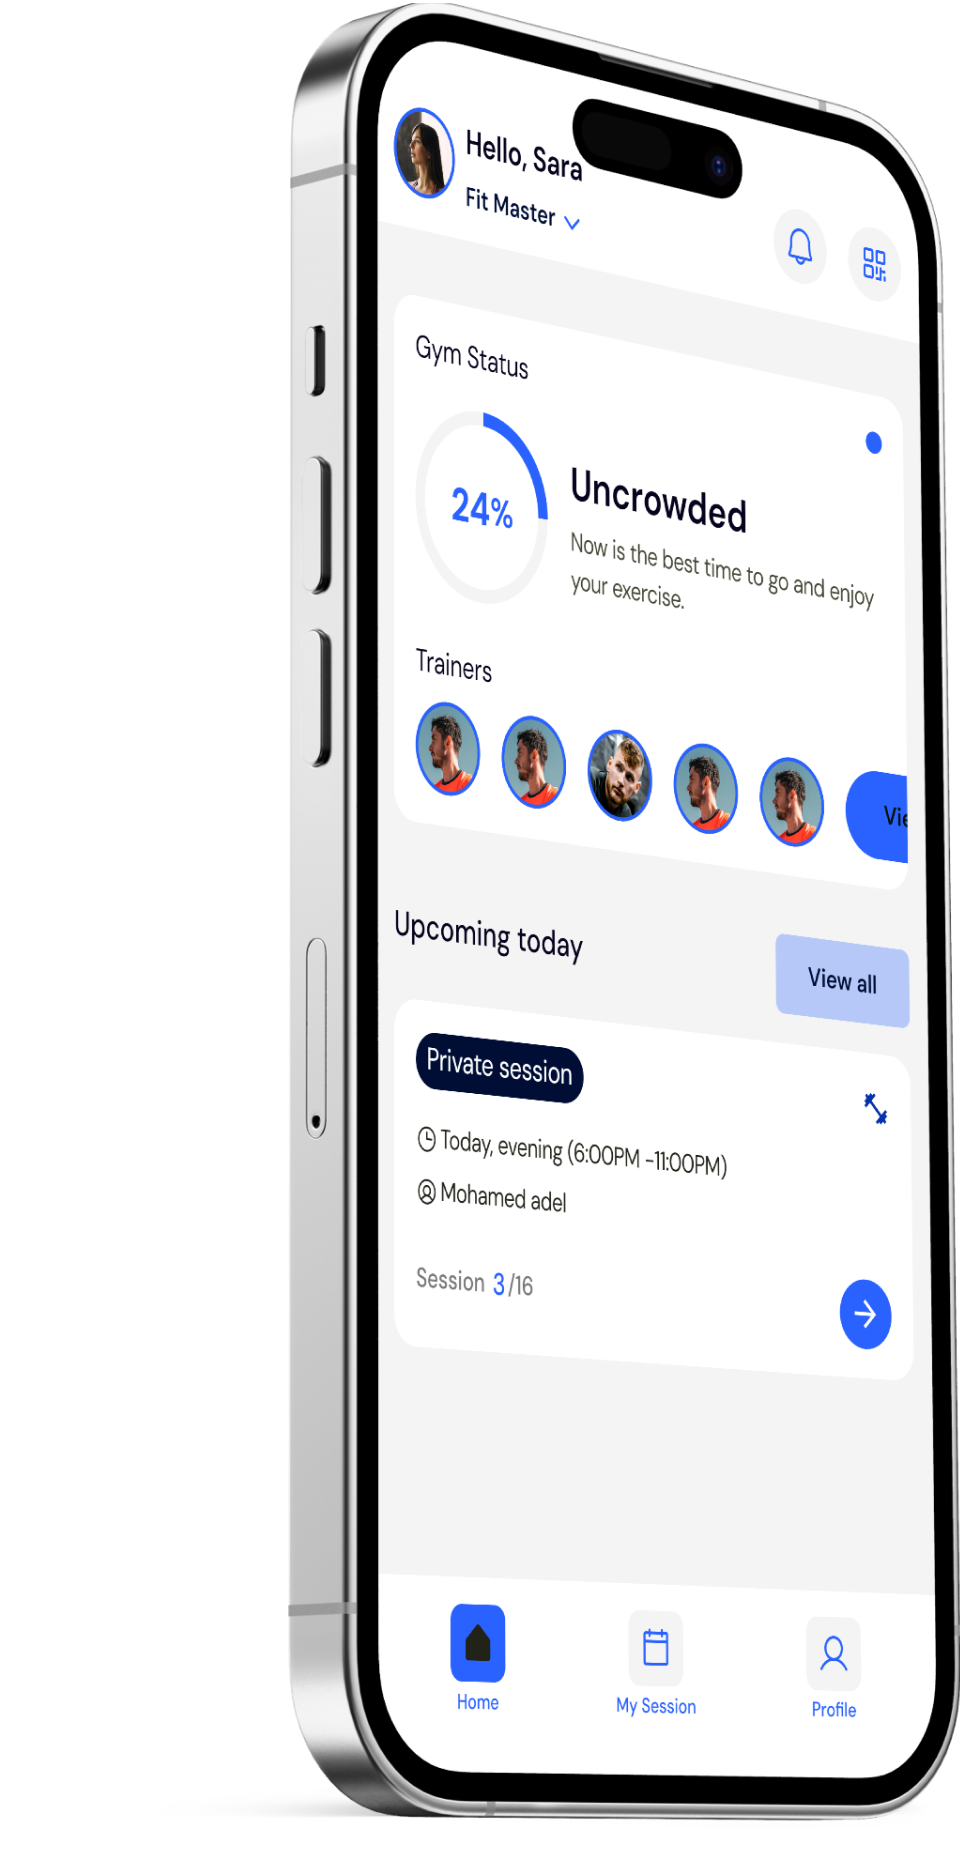 Hello, Sara
Fit Master
Gym Status
24%
Uncrowded
Now is the best time to go and enjoy
your exercise.
Trainers
Upcoming today
View all
Private session
Today, evening (6:00PM -11:00PM)
Mohamed adel
Session 3/16
Home
My Session
Profile